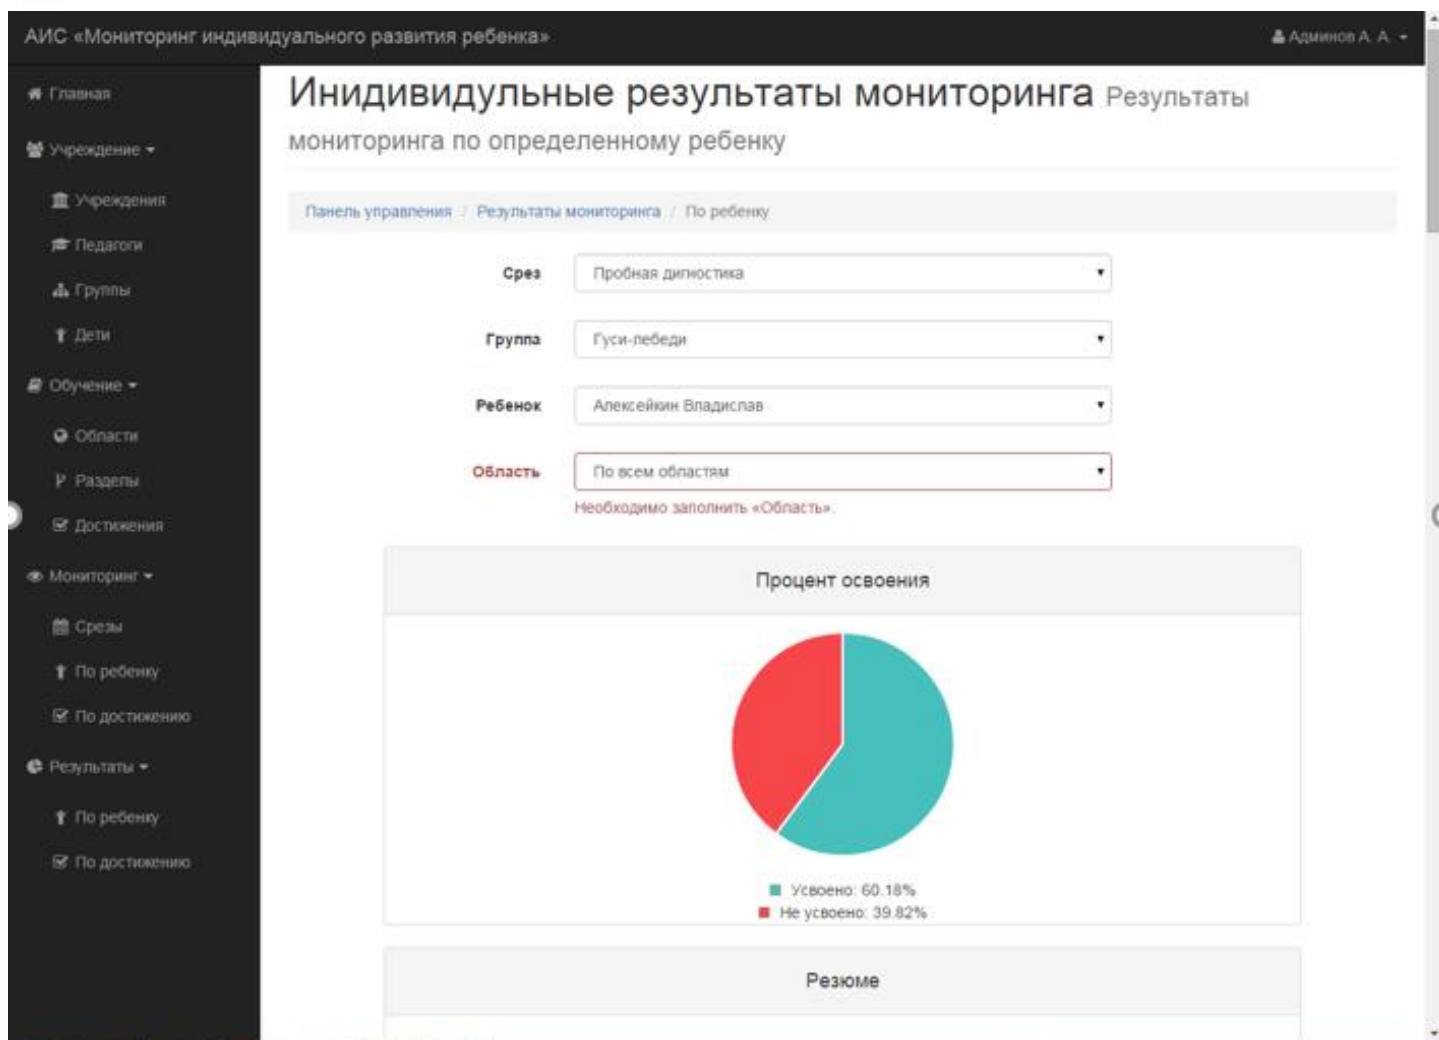 АИС «Мониторинг индивидуального развития ребенка»
Админов А. А.
Главная
Учреждение
Учреждения
Педагоги
Группы
Дети
Обучение
Области
Разделы
Достижения
Мониторинг
Срезы
По ребенку
По достижению
Результаты
По ребенку
По достижению
Инидивидульные результаты мониторинга Результаты
мониторинга по определенному ребенку
Панель управления / Результаты мониторинга / По ребенку
Срез Пробная дигностика
Группа Гуси-лебеди
Ребенок Алексейкин Владислав
Область По всем областям
Необходимо заполнить «Область».
Процент освоения
Усвоено: 60.18%
Не усвоено: 39.82%
Резюме